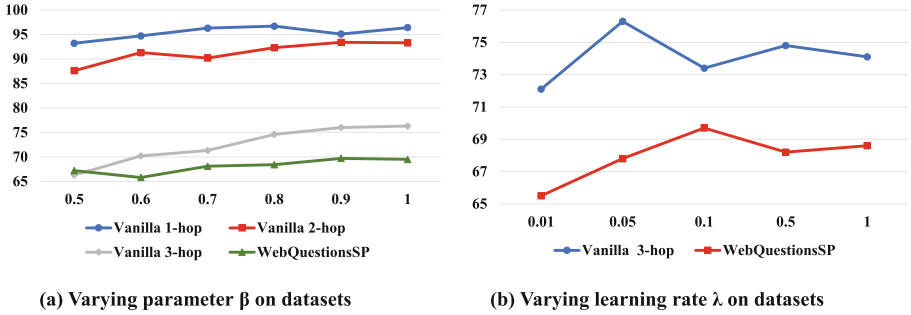 100
95
90
85
80
75
70
65
0.5 0.6 0.7 0.8 0.9 1
Vanilla 1-hop Vanilla 2-hop
Vanilla 3-hop WebQuestionsSP
(a) Varying parameter β on datasets
77
75
73
71
69
67
65
0.01 0.05 0.1 0.5 1
Vanilla 3-hop WebQuestionsSP
(b) Varying learning rate λ on datasets